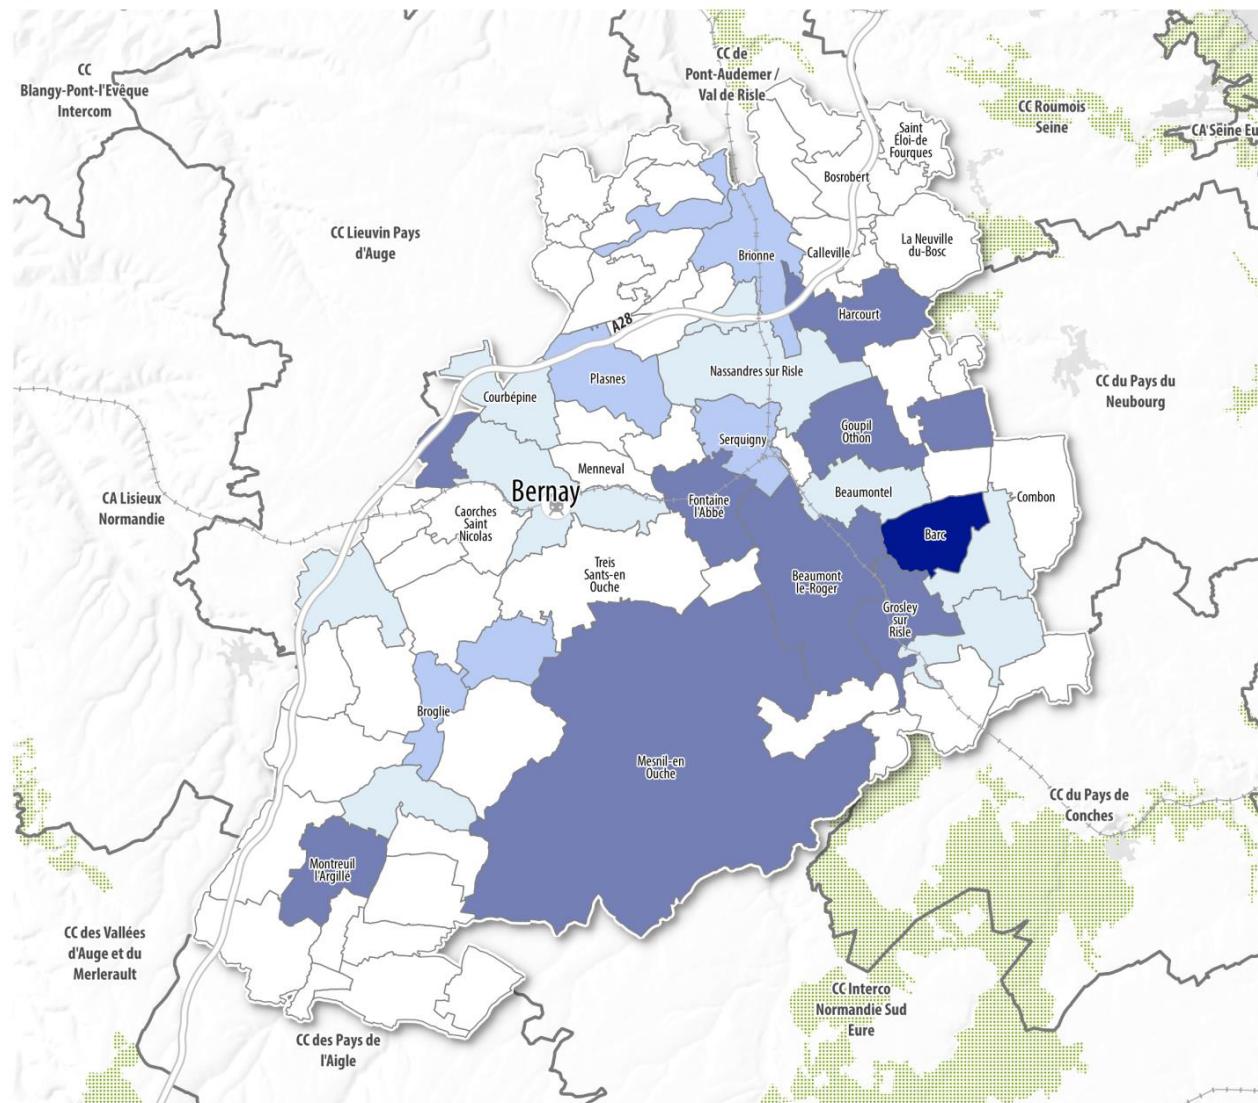 CC
Blangy-Pont-l'Evêque
Intercom
CC de
Pont-Audemer /
Val de Risle
CC Roumois
Seine
CA Seine Eu
Saint
Éloi-de
Fourques
Bosrobert
CC Lieuvin Pays
d'Auge
Calleville
La Neuville
du-Bosc
Brionne
Harcourt
A28
CC du Pays du
Neubourg
Plasnes
Nassandres sur Risle
Courbépine
Goupil
Othon
Serquigny
Menneval
Bernay
Beaumontel
Combon
CA Lisieux
Normandie
Fontaine
l'Abbé
Caorches
Saint
Nicolas
Barc
Treis
Sants-en
Ouche
Beaumont
le-Roger
Grosley
sur
Risle
Broglie
Mesnil-en
Ouche
CC du Pays de
Conches
Montreuil
l'Argillé
CC des Vallées
d'Auge et du
Merlerault
CC Interco
Normandie Sud
Eure
CC des Pays de
l'Aigle